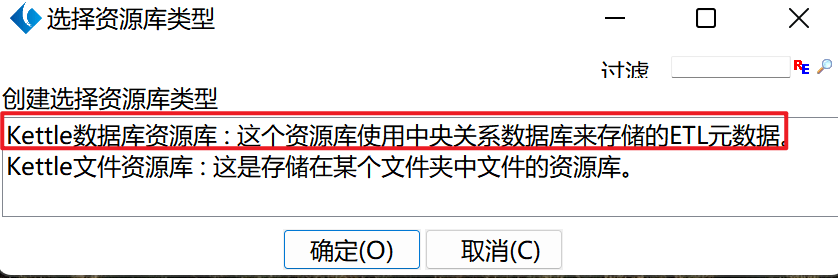 选择资源库类型
过滤
RE
创建选择资源库类型
Kettle数据库资源库 : 这个资源库使用中央关系数据库来存储的ETL元数据。
Kettle文件资源库 : 这是存储在某个文件夹中文件的资源库。
确定(O) 取消(C)